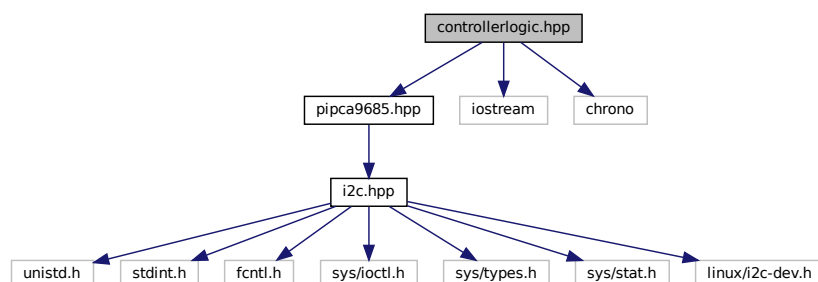 controllerlogic.hpp
pipca9685.hpp
iostream
chrono
i2c.hpp
unistd.h
stdint.h
fcntl.h
sys/ioctl.h
sys/types.h
sys/stat.h
linux/i2c-dev.h